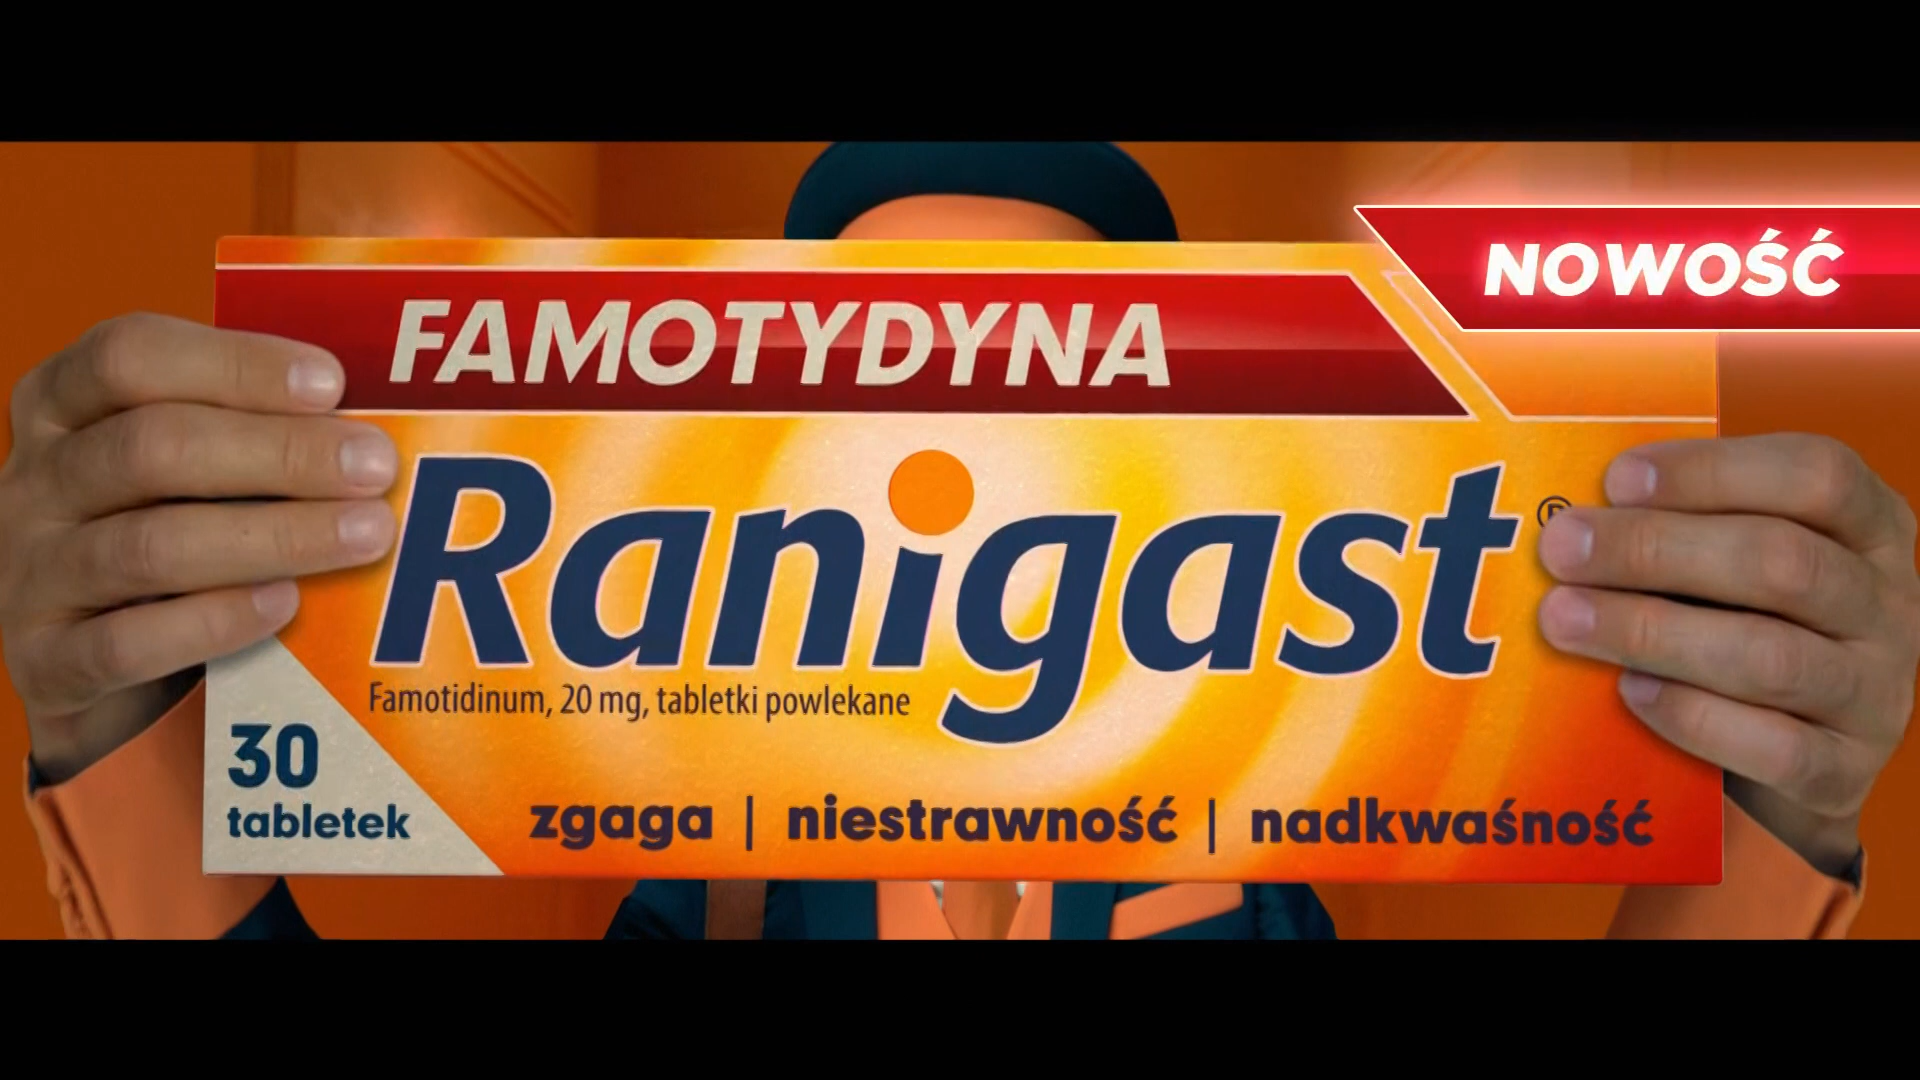 NOWOŚĆ
FAMOTYDYNA
Ranigast®
Famotidinum, 20 mg, tabletki powlekane
30
tabletek
zgaga | niestrawność | nadkwaśność